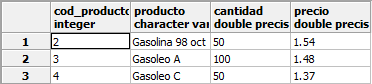 cod_producto producto cantidad precio
integer character var double precis double precis
1 2 Gasolina 98 oct 50 1.54
2 3 Gasoleo A 100 1.48
3 4 Gasoleo C 50 1.37